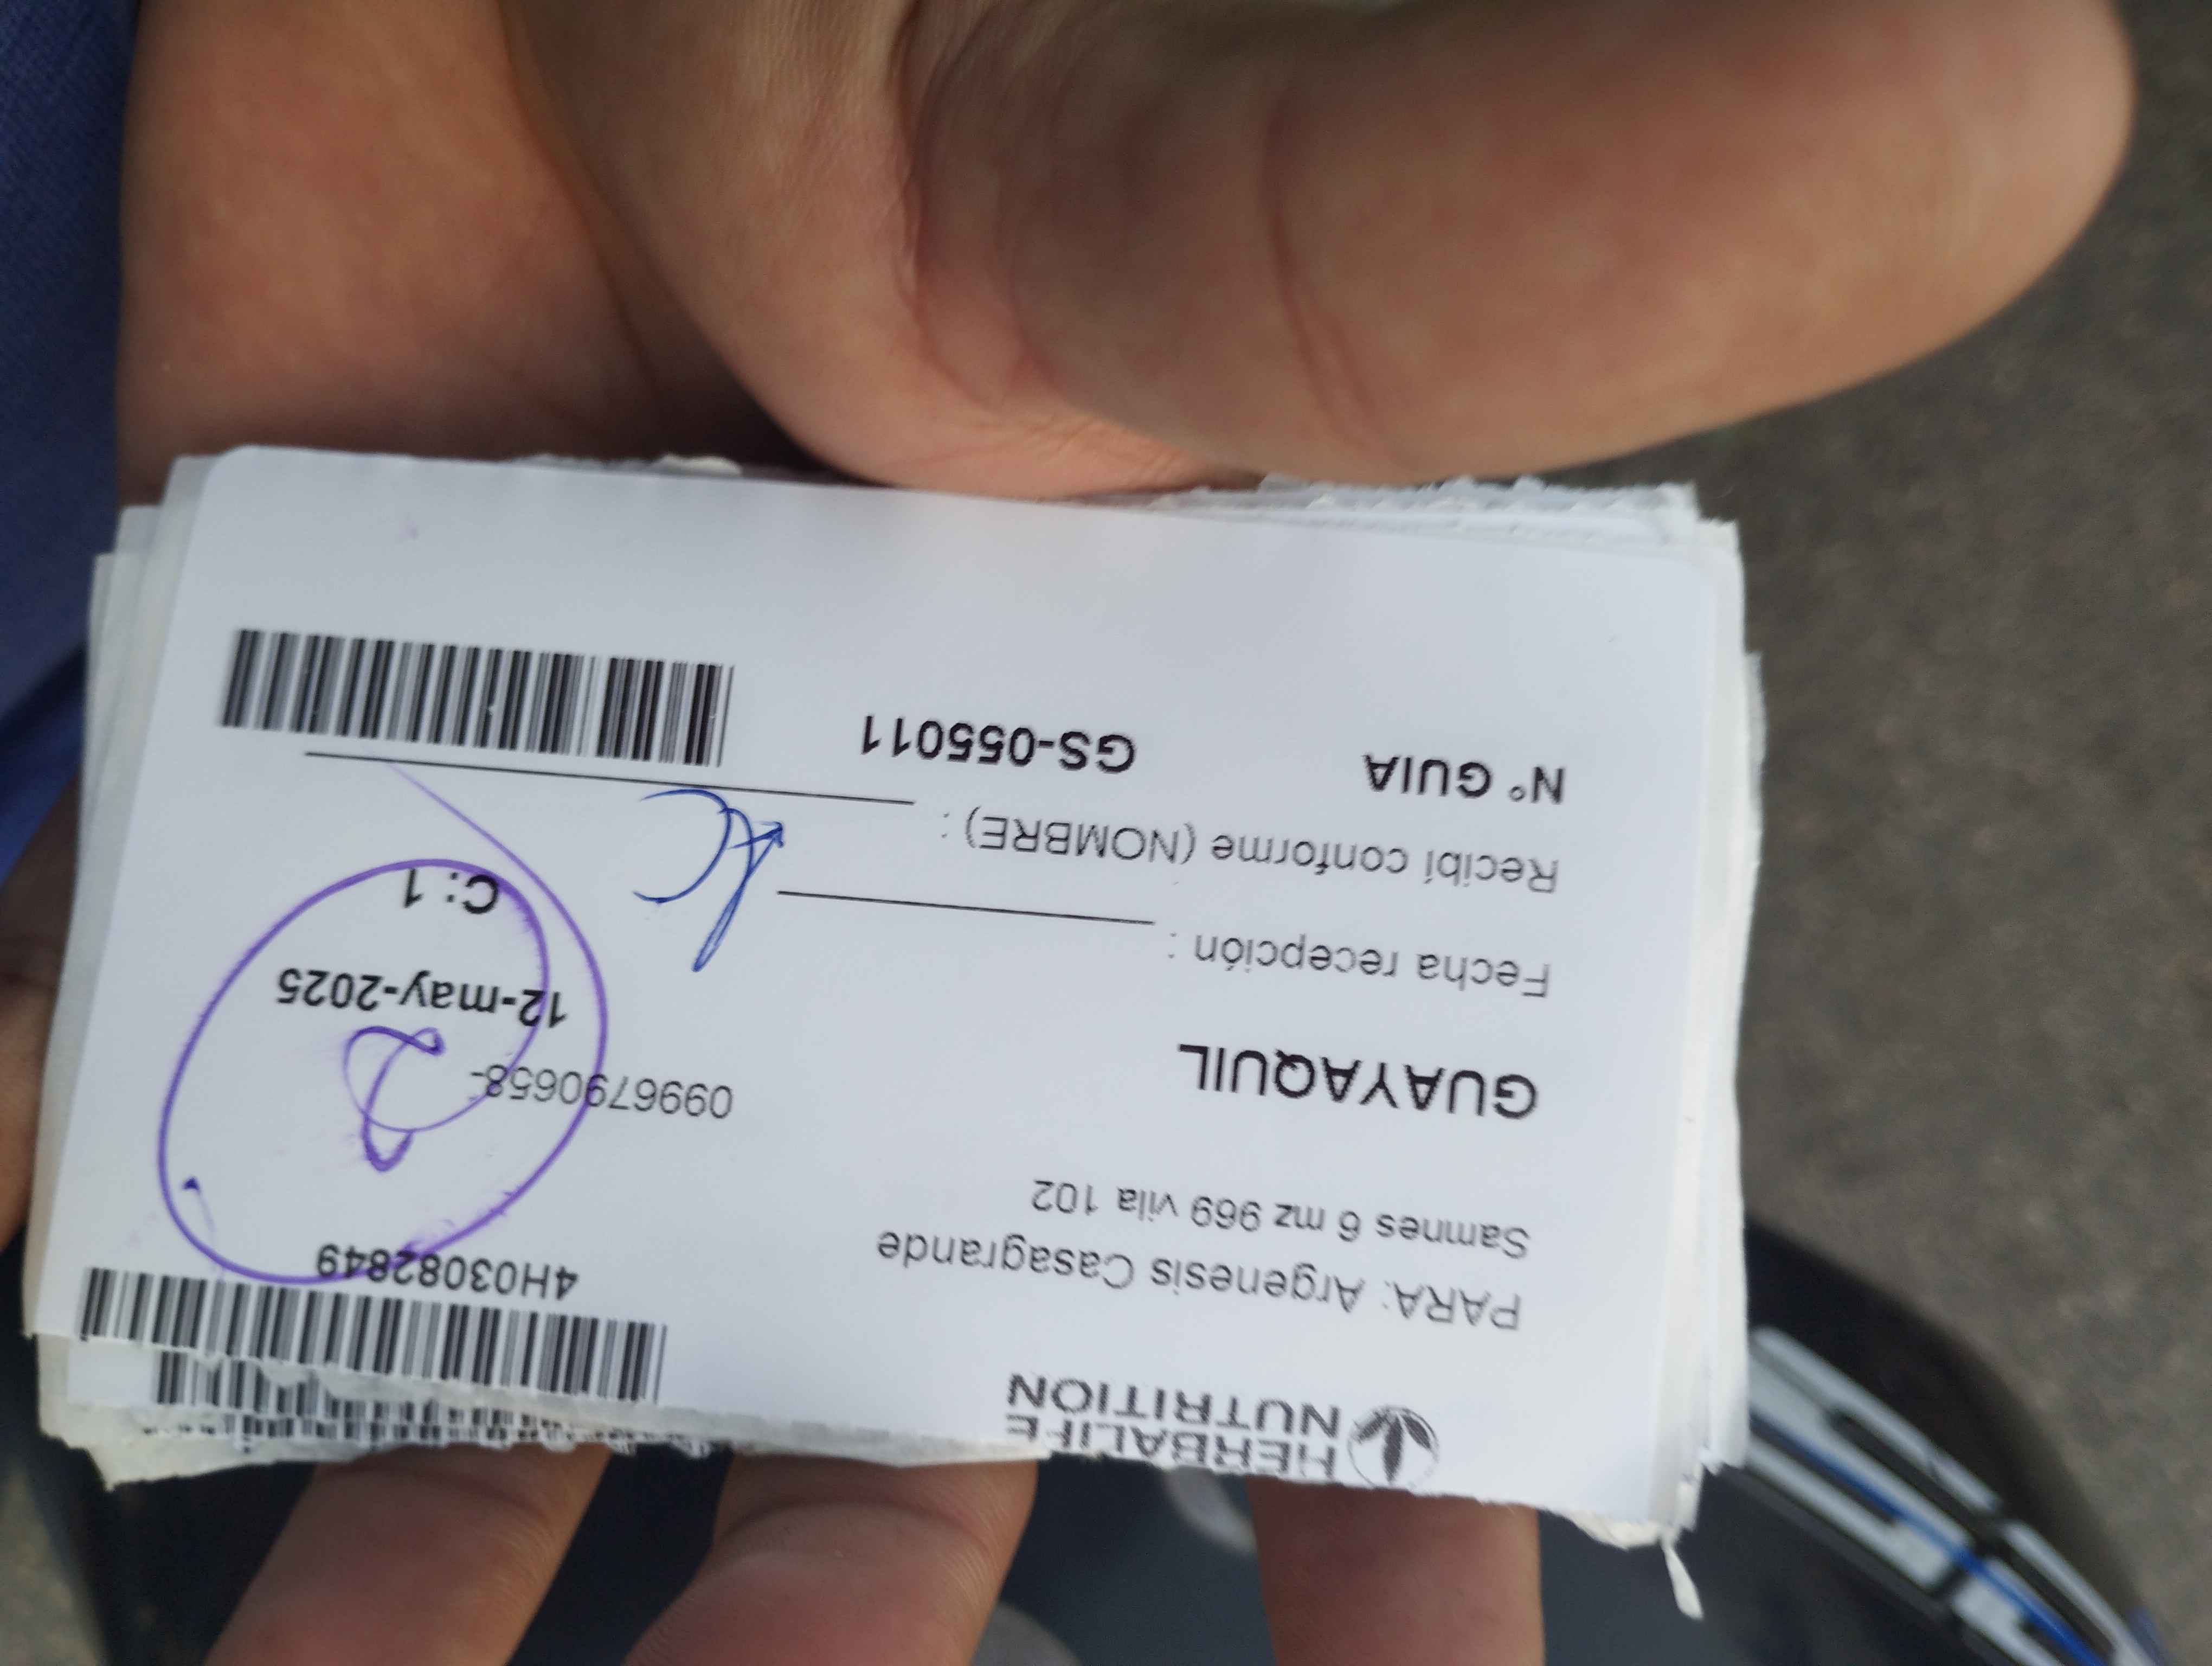 HERBALIFE
NUTRITION
4H03082849
PARA: Argenesis Casagrande
Samnes 6 mz 969 vila 102
0996790658-
GUAYAQUIL
12-may-2025
Fecha recepción :
C: 1
Recibí conforme (NOMBRE) :
N° GUIA GS-055011